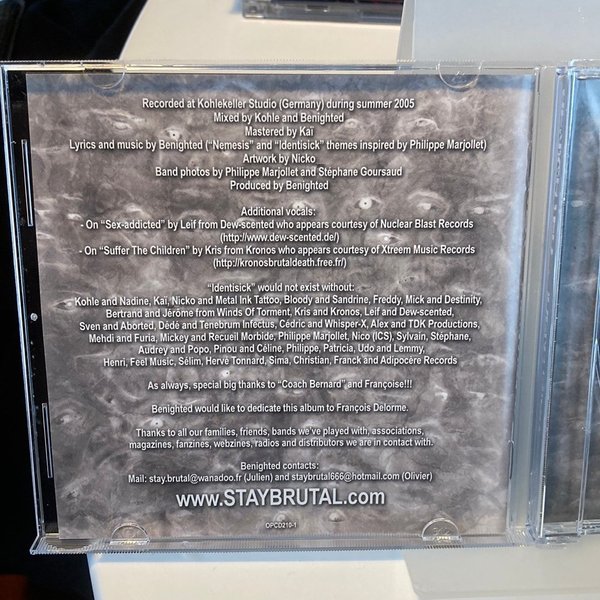 Recorded at Kohlekeller Studio (Germany) during summer 2005
Mixed by Kohle and Benighted
Mastered by Kaï
Lyrics and music by Benighted ("Nemesis" and "Identisick" themes inspired by Philippe Marjollet)
Artwork by Nicko
Band photos by Philippe Marjollet and Stéphane Goursaud
Produced by Benighted
Additional vocals:
- On "Sex-addicted" by Leif from Dew-scented who appears courtesy of Nuclear Blast Records
(http://www.dew-scented.de/)
- On "Suffer The Children" by Kris from Kronos who appears courtesy of Xtreem Music Records
(http://kronosbrutaldeath.free.fr/)
"Identisick" would not exist without:
Kohle and Nadine, Kaï, Nicko and Metal Ink Tattoo, Bloody and Sandrine, Freddy, Mick and Destinity,
Bertrand and Jérôme from Winds Of Torment, Kris and Kronos, Leif and Dew-scented,
Sven and Aborted, Dédé and Tenebrum Infectus, Cédric and Whisper-X, Alex and TDK Productions,
Mehdi and Furia, Mickey and Recueil Morbide, Philippe Marjollet, Nico (ICS), Sylvain, Stéphane,
Audrey and Popo, Pinou and Céline, Philippe, Patricia, Udo and Lemmy,
Henri, Feel Music, Sélim, Hervé Tonnard, Sima, Christian, Franck and Adipocère Records
As always, special big thanks to "Coach Bernard" and Françoise!!!
Benighted would like to dedicate this album to François Delorme.
Thanks to all our families, friends, bands we've played with, associations,
magazines, fanzines, webzines, radios and distributors we are in contact with.
Benighted contacts:
Mail: stay.brutal@wanadoo.fr (Julien) and staybrutal666@hotmail.com (Olivier)
www.STAYBRUTAL.com
OPCD210-1